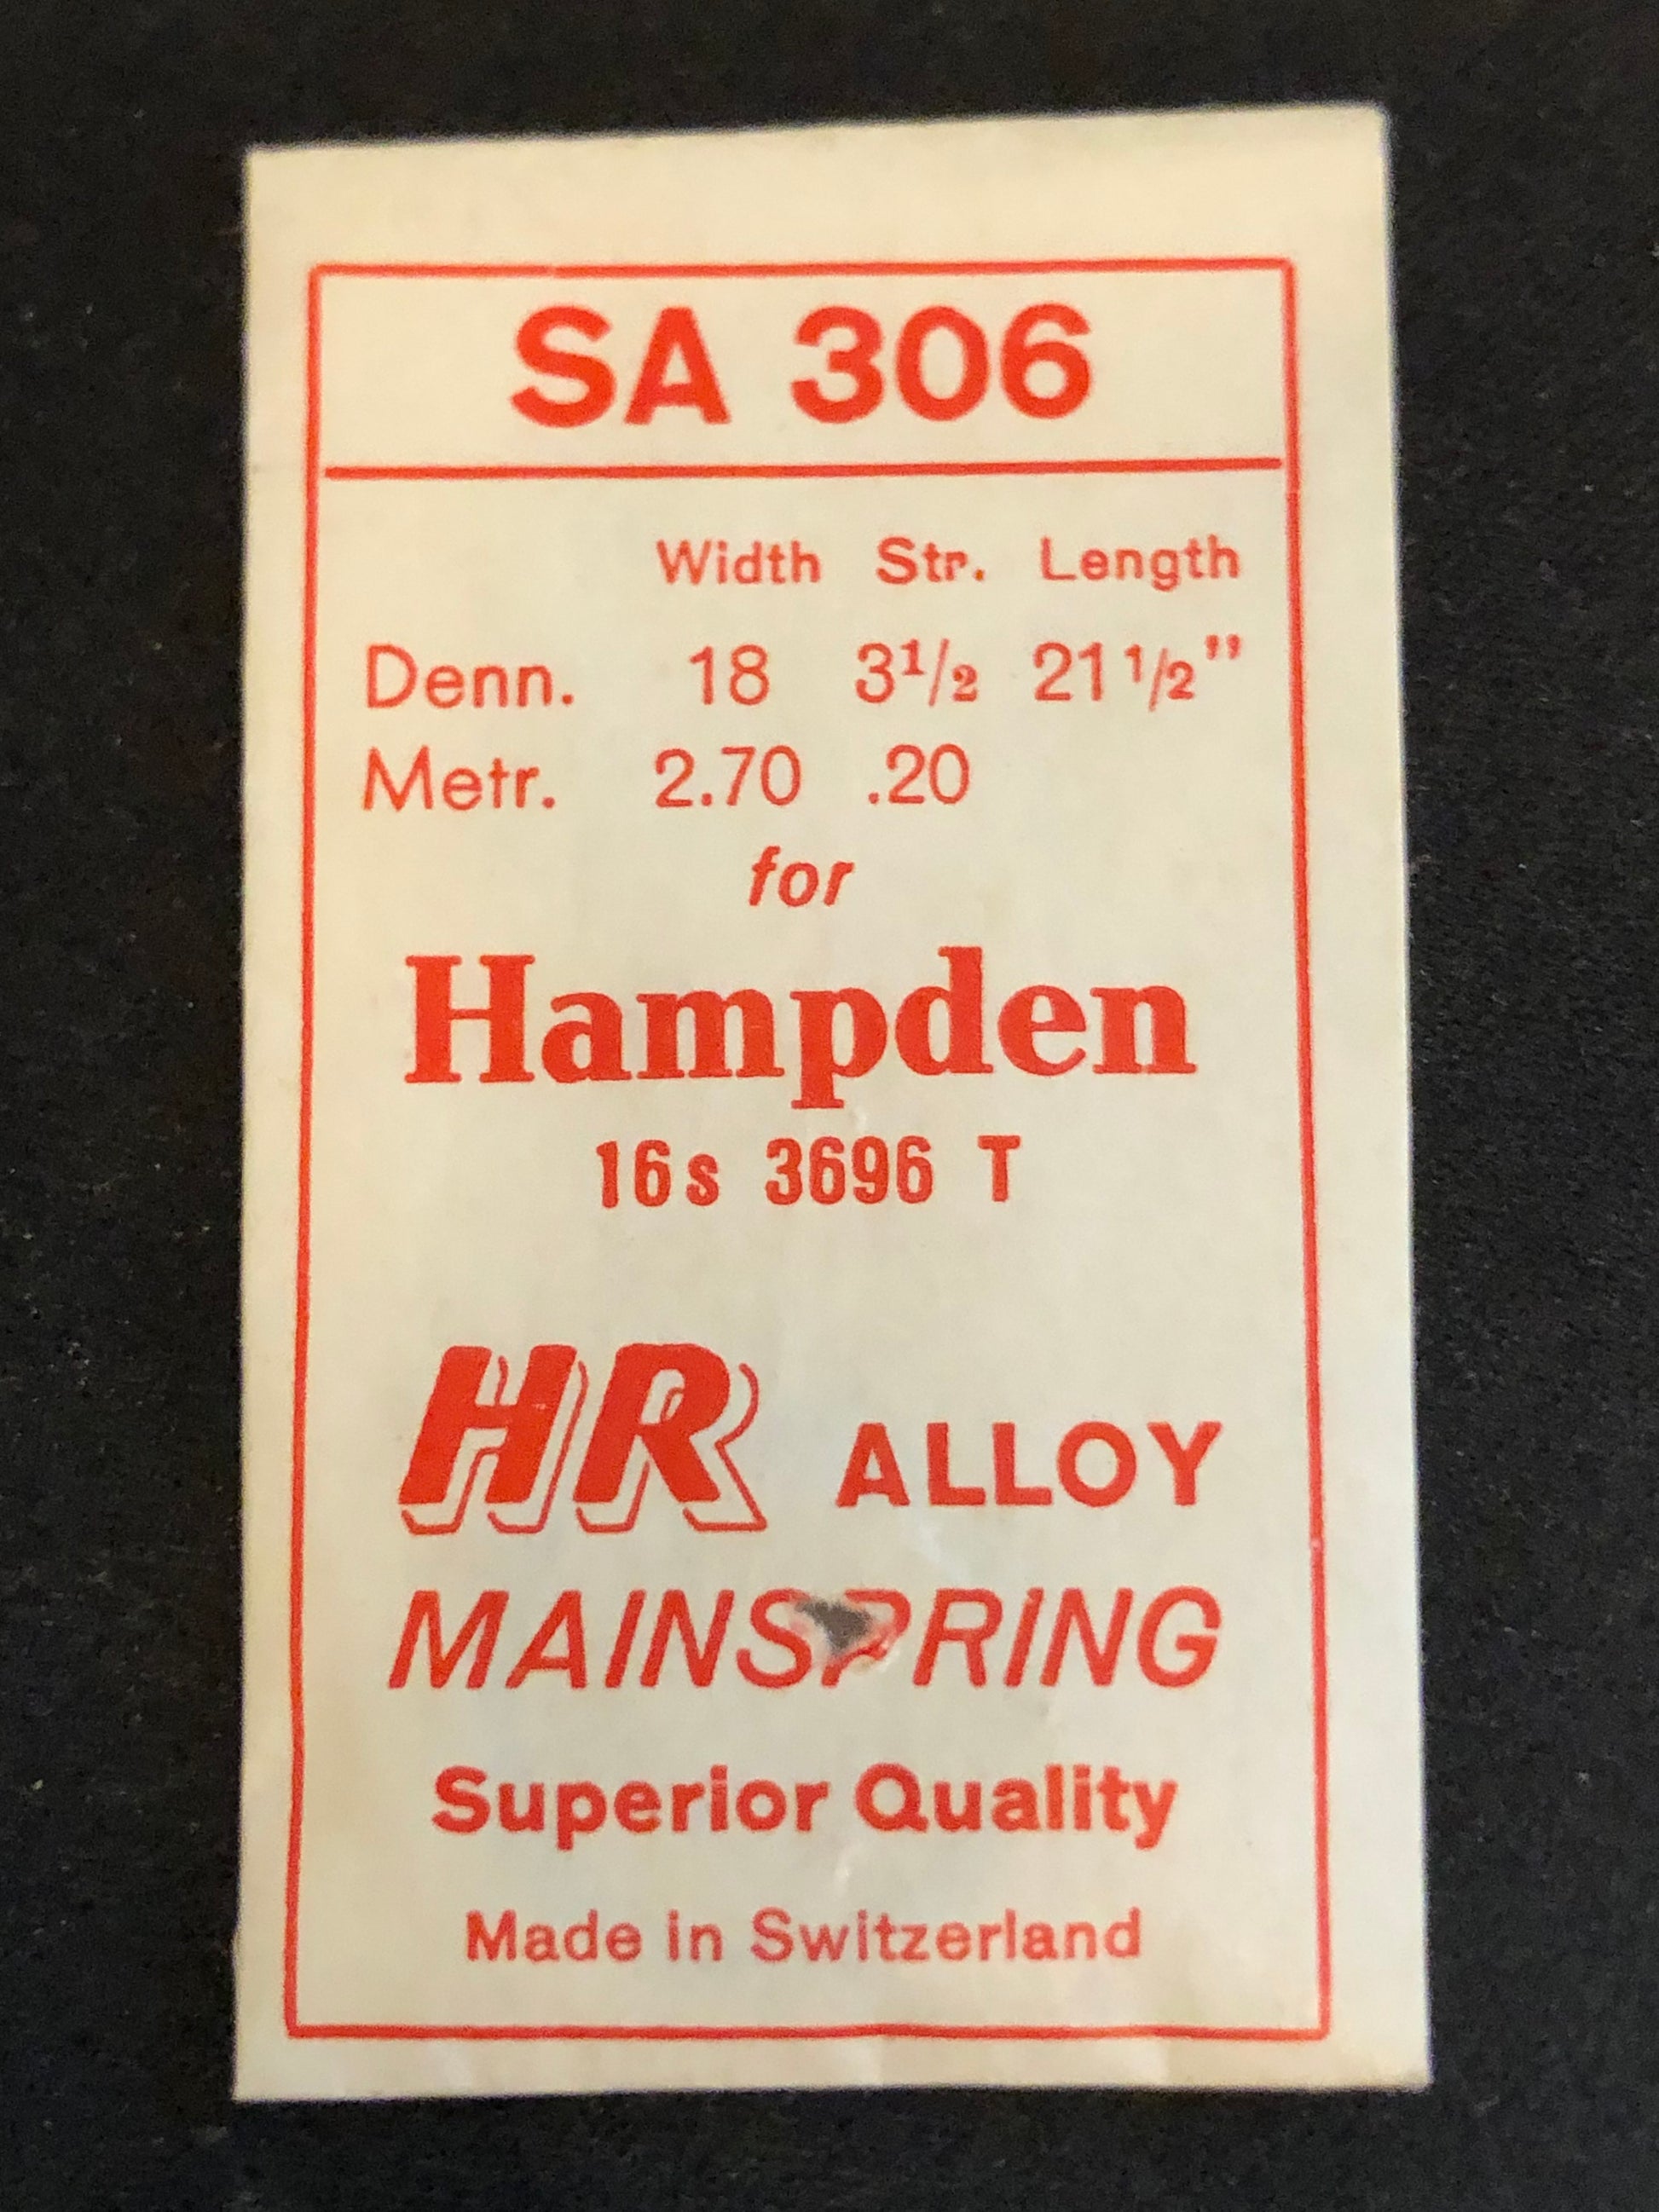 SA 306
Width Str. Length
Denn. 18 3½ 21½"
Metr. 2.70 .20
for
Hampden
16s 3696 T
HR ALLOY
MAINSPRING
Superior Quality
Made in Switzerland